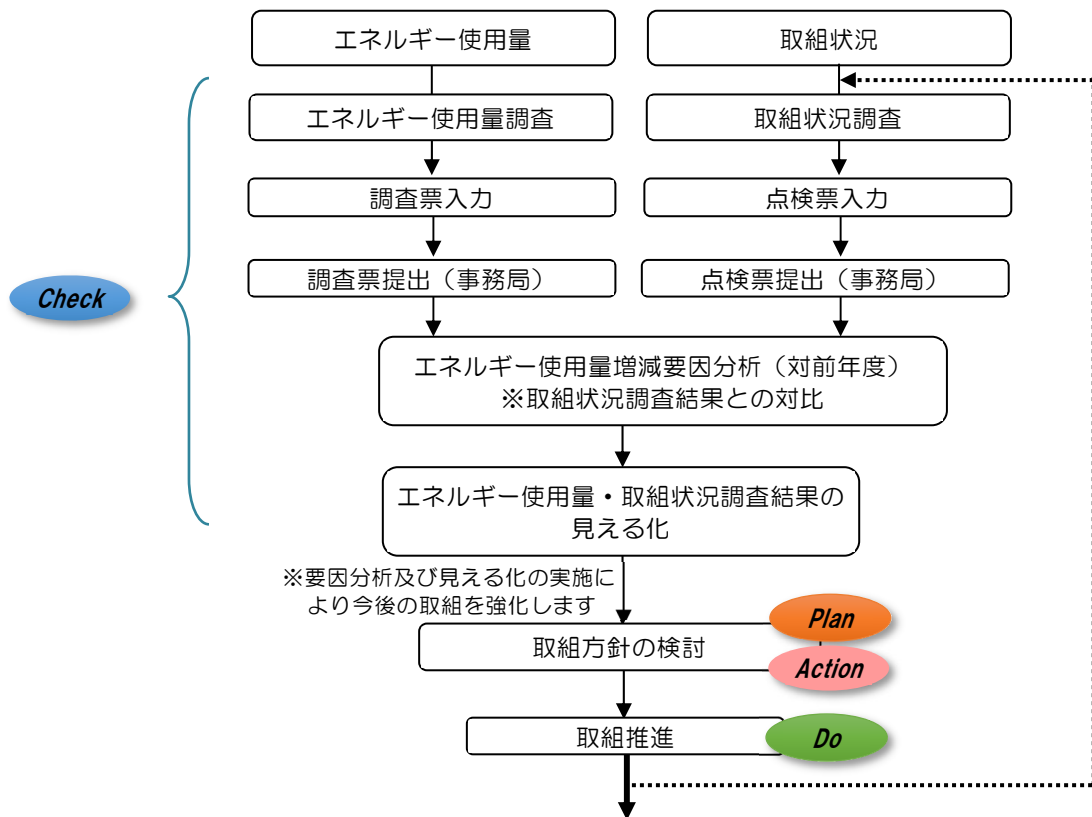 エネルギー使用量
取組状況
エネルギー使用量調査
取組状況調査
調査票入力
点検票入力
調査票提出（事務局）
点検票提出（事務局）
Check
エネルギー使用量増減要因分析（対前年度）
※取組状況調査結果との対比
エネルギー使用量・取組状況調査結果の
見える化
※要因分析及び見える化の実施に
より今後の取組を強化します
Plan
取組方針の検討
Action
取組推進
Do